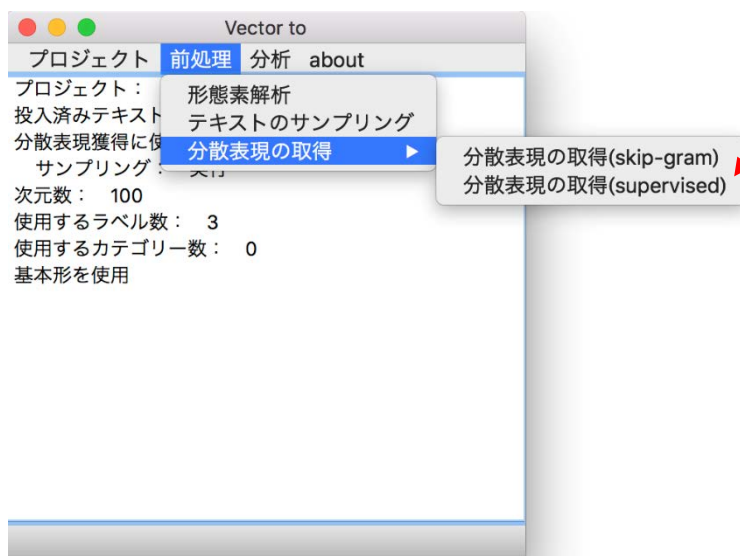 Vector to
プロジェクト 前処理 分析 about
プロジェクト：
形態素解析
投入済みテキスト
テキストのサンプリング
分散表現獲得に使
分散表現の取得
分散表現の取得(skip-gram)
分散表現の取得(supervised)
サンプリング： 実行
次元数： 100
使用するラベル数： 3
使用するカテゴリー数： 0
基本形を使用